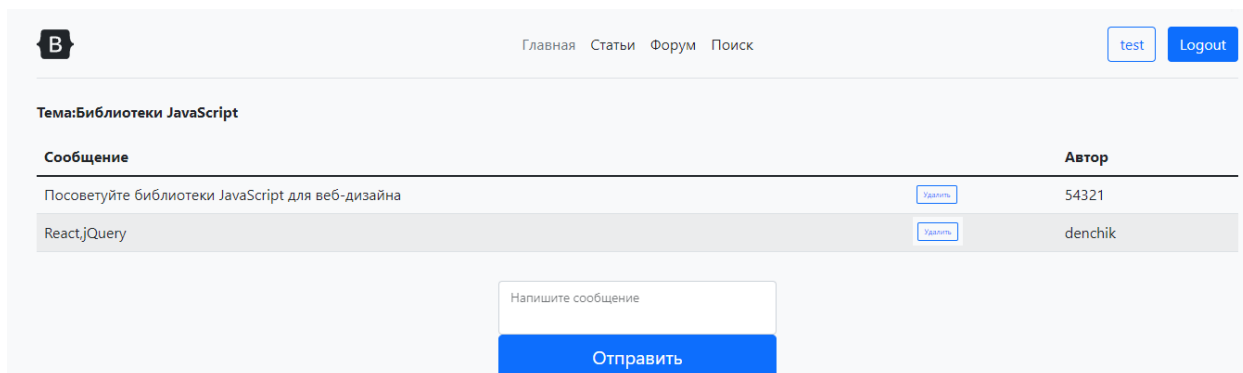 B Главная Статьи Форум Поиск test Logout
Тема:Библиотеки JavaScript
Сообщение Автор
Посоветуйте библиотеки JavaScript для веб-дизайна Удалить 54321
React,jQuery Удалить denchik
Напишите сообщение
Отправить